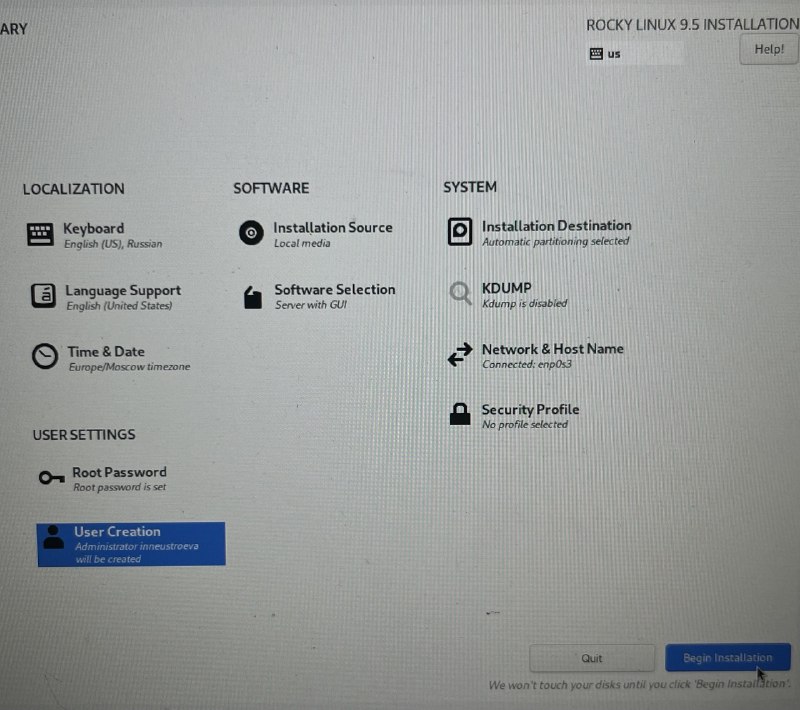 ARY
ROCKY LINUX 9.5 INSTALLATION
us
Help!
LOCALIZATION
Keyboard
English (US), Russian
Language Support
English (United States)
Time & Date
Europe/Moscow timezone
SOFTWARE
Installation Source
Local media
Software Selection
Server with GUI
SYSTEM
Installation Destination
Automatic partitioning selected
KDUMP
Kdump is disabled
Network & Host Name
Connected: enp0s3
Security Profile
No profile selected
USER SETTINGS
Root Password
Root password is set
User Creation
Administrator inneustroeva
will be created
Quit
Begin Installation
We won't touch your disks until you click 'Begin Installation'.